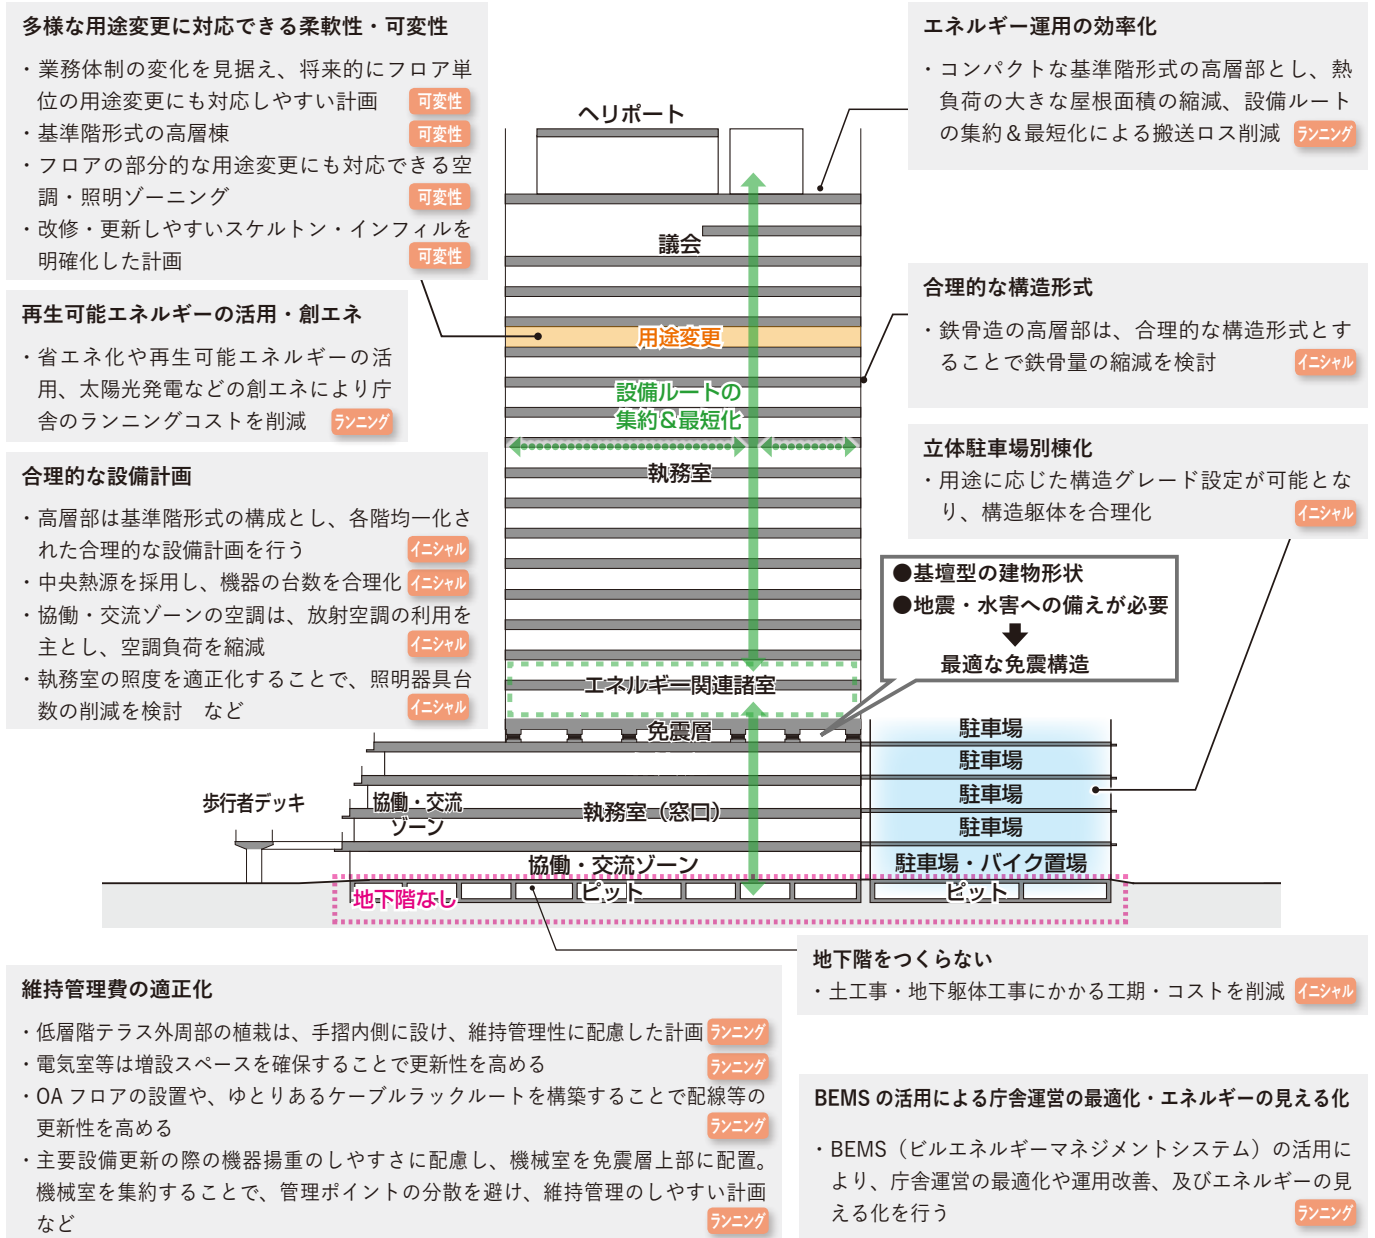 多様な用途変更に対応できる柔軟性・可変性
・業務体制の変化を見据え、将来的にフロア単
位の用途変更にも対応しやすい計画 可変性
・基準階形式の高層棟 可変性
・フロアの部分的な用途変更にも対応できる空
調・照明ゾーニング 可変性
・改修・更新しやすいスケルトン・インフィルを
明確化した計画 可変性
再生可能エネルギーの活用・創エネ
・省エネ化や再生可能エネルギーの活
用、太陽光発電などの創エネにより庁
舎のランニングコストを削減 ランニング
合理的な設備計画
・高層部は基準階形式の構成とし、各階均一化さ
れた合理的な設備計画を行う イニシャル
・中央熱源を採用し、機器の台数を合理化 イニシャル
・協働・交流ゾーンの空調は、放射空調の利用を
主とし、空調負荷を縮減 イニシャル
・執務室の照度を適正化することで、照明器具台
数の削減を検討 など イニシャル
ヘリポート
議会
用途変更
設備ルートの
集約&最短化
執務室
エネルギー関連諸室
免震層
協働・交流
ゾーン
執務室（窓口）
協働・交流ゾーン
ピット
地下階なし
歩行者デッキ
駐車場
駐車場
駐車場
駐車場
駐車場・バイク置場
ピット
エネルギー運用の効率化
・コンパクトな基準階形式の高層部とし、熱
負荷の大きな屋根面積の縮減、設備ルート
の集約&最短化による搬送ロス削減 ランニング
合理的な構造形式
・鉄骨造の高層部は、合理的な構造形式とす
ることで鉄骨量の縮減を検討 イニシャル
立体駐車場別棟化
・用途に応じた構造グレード設定が可能とな
り、構造躯体を合理化 イニシャル
●基壇型の建物形状
●地震・水害への備えが必要
最適な免震構造
地下階をつくらない
・土工事・地下躯体工事にかかる工期・コストを削減 イニシャル
維持管理費の適正化
・低層階テラス外周部の植栽は、手摺内側に設け、維持管理性に配慮した計画 ランニング
・電気室等は増設スペースを確保することで更新性を高める ランニング
・OA フロアの設置や、ゆとりあるケーブルラックルートを構築することで配線等の
更新性を高める ランニング
・主要設備更新の際の機器揚重のしやすさに配慮し、機械室を免震層上部に配置。
機械室を集約することで、管理ポイントの分散を避け、維持管理のしやすい計画
など ランニング
BEMS の活用による庁舎運営の最適化・エネルギーの見える化
・BEMS（ビルエネルギーマネジメントシステム）の活用に
より、庁舎運営の最適化や運用改善、及びエネルギーの見
える化を行う ランニング